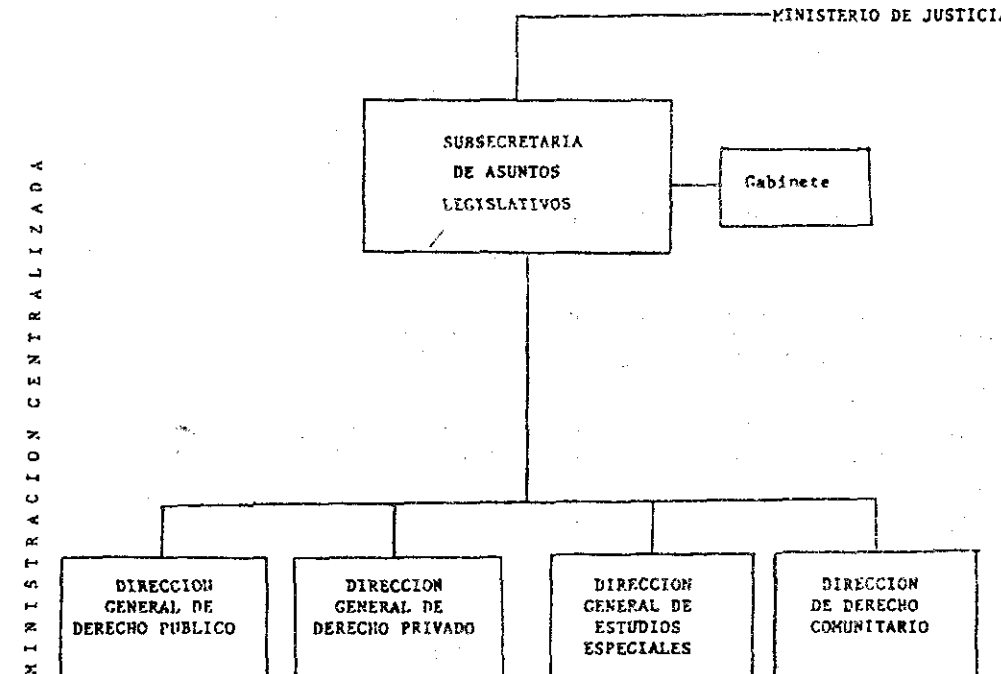 MINISTERIO DE JUSTICIA
SUBSECRETARIA
DE ASUNTOS
LEGISLATIVOS
Gabinete
MINISTRACION CENTRALIZADA
DIRECCION
GENERAL DE
DERECHO PUBLICO
DIRECCION
GENERAL DE
DERECHO PRIVADO
DIRECCION
GENERAL DE
ESTUDIOS
ESPECIALES
DIRECCION
DE DERECHO
COMUNITARIO